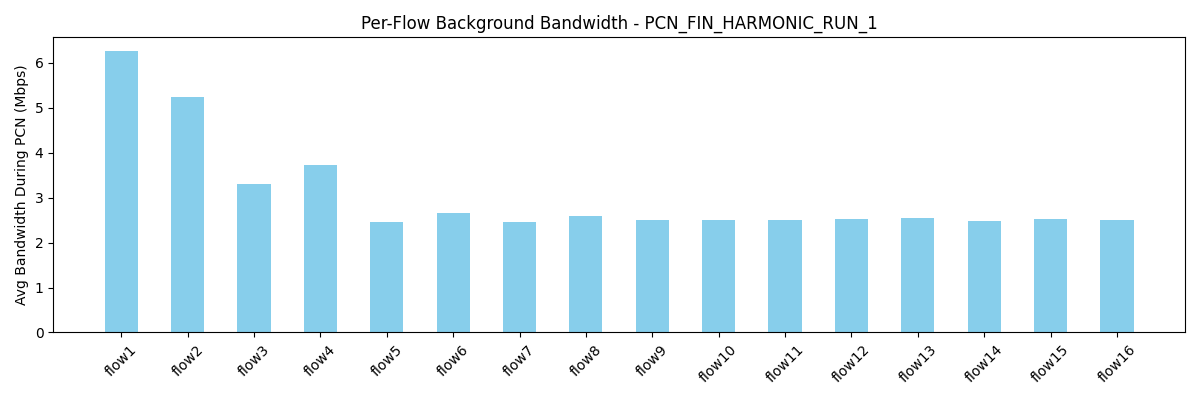 Per-Flow Background Bandwidth - PCN_FIN_HARMONIC_RUN_1
Avg Bandwidth During PCN (Mbps)
6
5
4
3
2
1
0
flow1
flow2
flow3
flow4
flow5
flow6
flow7
flow8
flow9
flow10
flow11
flow12
flow13
flow14
flow15
flow16